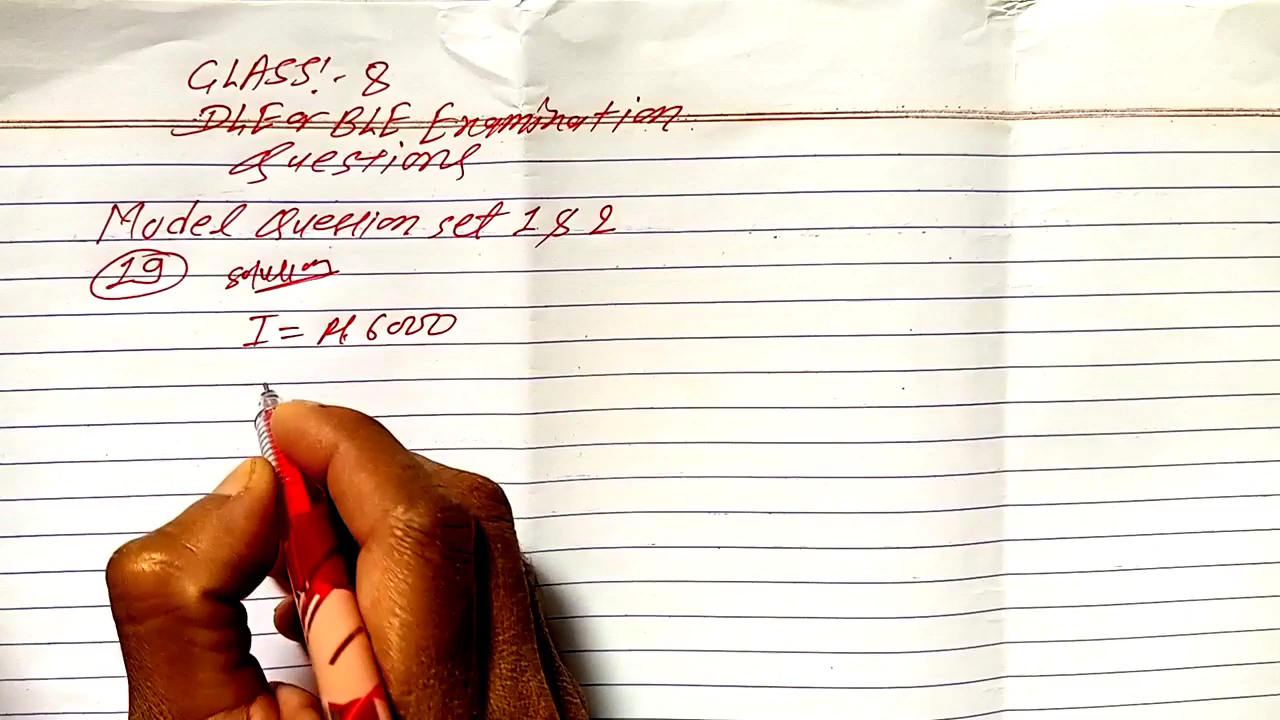 CLASS:- 8
DLE or BLE Examination
Questions
Model Question set 1 & 2
19 solution
I = Rs. 6000